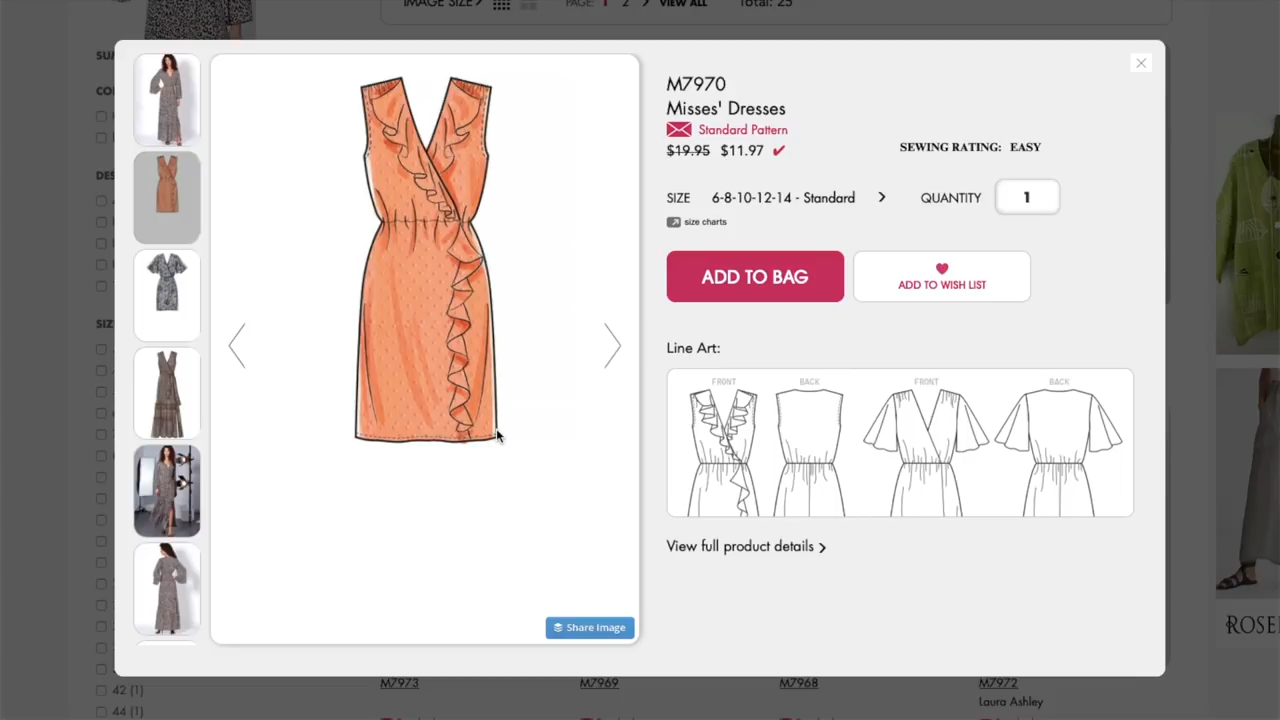 IMAGE SIZE
PAGE: 1 2 VIEW ALL Total: 25
M7970
Misses' Dresses
Standard Pattern
$19.95 $11.97
SEWING RATING: EASY
SIZE 6-8-10-12-14 - Standard
QUANTITY 1
size charts
ADD TO BAG
ADD TO WISH LIST
Line Art:
FRONT BACK FRONT BACK
View full product details
Share Image
SIZ
42 (1)
44 (1)
M7973
M7969
M7968
M7972
Laura Ashley